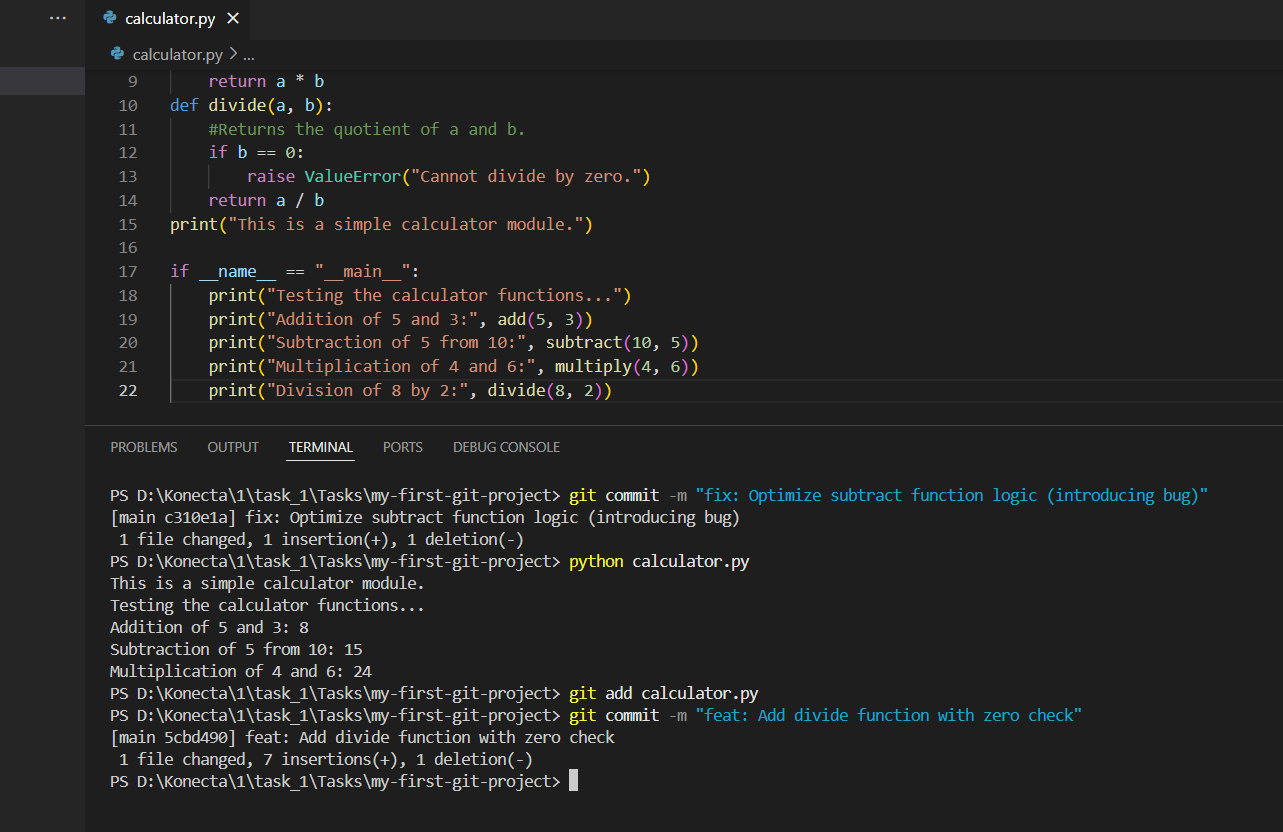 ... calculator.py ×
calculator.py > ...
9 return a * b
10 def divide(a, b):
11 #Returns the quotient of a and b.
12 if b == 0:
13 raise ValueError("Cannot divide by zero.")
14 return a / b
15 print("This is a simple calculator module.")
16
17 if __name__ == "__main__":
18 print("Testing the calculator functions...")
19 print("Addition of 5 and 3:", add(5, 3))
20 print("Subtraction of 5 from 10:", subtract(10, 5))
21 print("Multiplication of 4 and 6:", multiply(4, 6))
22 print("Division of 8 by 2:", divide(8, 2))
PROBLEMS OUTPUT TERMINAL PORTS DEBUG CONSOLE
PS D:\Konecta\1\task_1\Tasks\my-first-git-project> git commit -m "fix: Optimize subtract function logic (introducing bug)"
[main c310e1a] fix: Optimize subtract function logic (introducing bug)
1 file changed, 1 insertion(+), 1 deletion(-)
PS D:\Konecta\1\task_1\Tasks\my-first-git-project> python calculator.py
This is a simple calculator module.
Testing the calculator functions...
Addition of 5 and 3: 8
Subtraction of 5 from 10: 15
Multiplication of 4 and 6: 24
PS D:\Konecta\1\task_1\Tasks\my-first-git-project> git add calculator.py
PS D:\Konecta\1\task_1\Tasks\my-first-git-project> git commit -m "feat: Add divide function with zero check"
[main 5cbd490] feat: Add divide function with zero check
1 file changed, 7 insertions(+), 1 deletion(-)
PS D:\Konecta\1\task_1\Tasks\my-first-git-project>